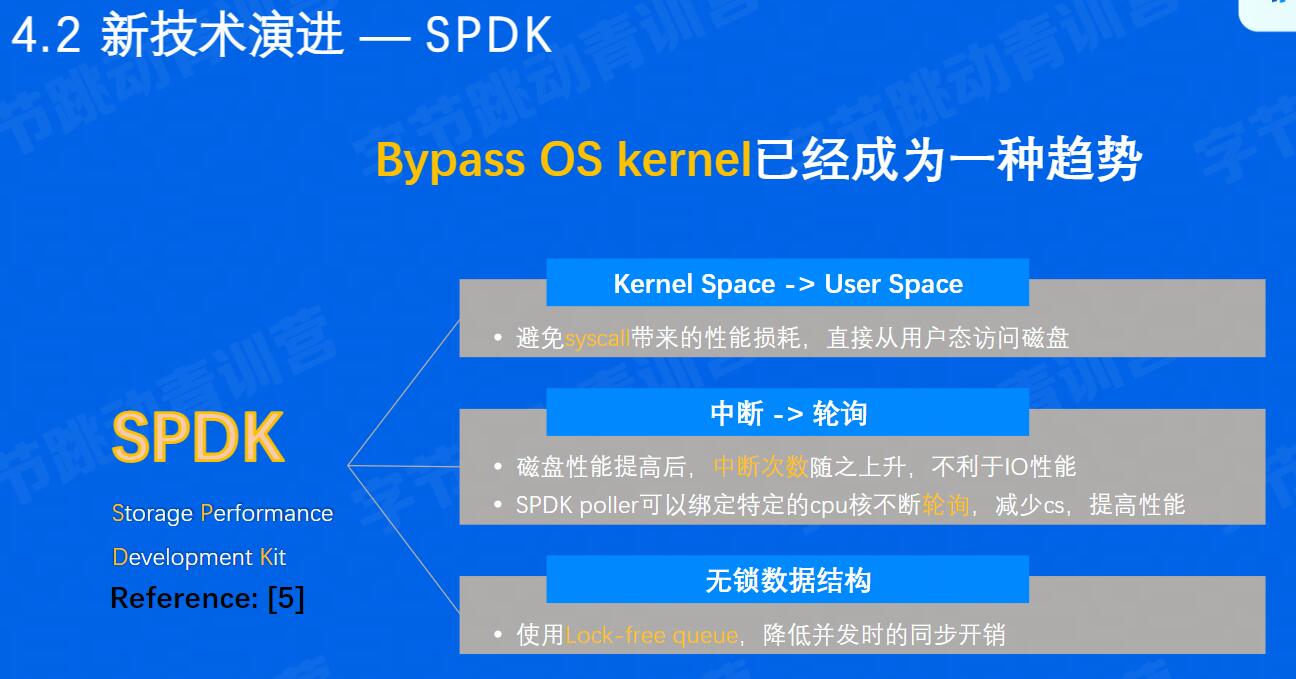 4.2 新技术演进 — SPDK
Bypass OS kernel已经成为一种趋势
Kernel Space -> User Space
• 避免syscall带来的性能损耗，直接从用户态访问磁盘
中断 -> 轮询
• 磁盘性能提高后，中断次数随之上升，不利于IO性能
• SPDK poller可以绑定特定的cpu核不断轮询，减少cs，提高性能
无锁数据结构
• 使用Lock-free queue，降低并发时的同步开销
SPDK
Storage Performance
Development Kit
Reference: [5]
字节跳动青训营